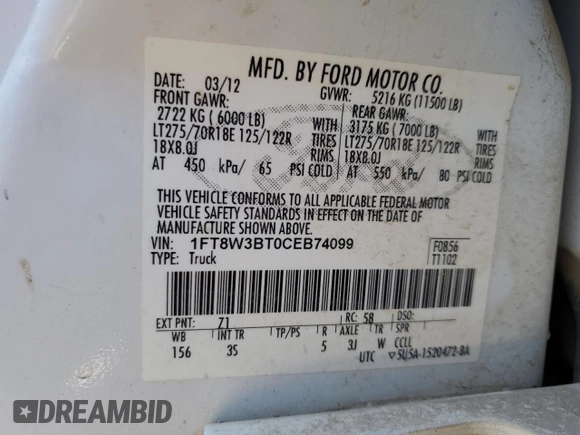 MFD. BY FORD MOTOR CO.
DATE: 03/12 GVWR: 5216 KG (11500 LB)
FRONT GAWR: REAR GAWR:
2722 KG ( 6000 LB) WITH 3175 KG ( 7000 LB) WITH
LT275/70R18E 125/122R TIRES LT275/70R18E 125/122R TIRES
18X8.0J RIMS 18X8.0J RIMS
AT 450 kPa/ 65 PSI COLD AT 550 kPa/ 80 PSI COLD
THIS VEHICLE CONFORMS TO ALL APPLICABLE FEDERAL MOTOR
VEHICLE SAFETY STANDARDS IN EFFECT ON THE DATE OF
MANUFACTURE SHOWN ABOVE.
VIN: 1FT8W3BT0CEB74099 F0856
TYPE: Truck T1102
EXT PNT: 71 RC: 58 DSO:
WB INT TR TP/PS R AXLE TR SPR
156 3S 5 3J W CCLL
UTC ▽5U5A-1520472-BA
DREAMBID